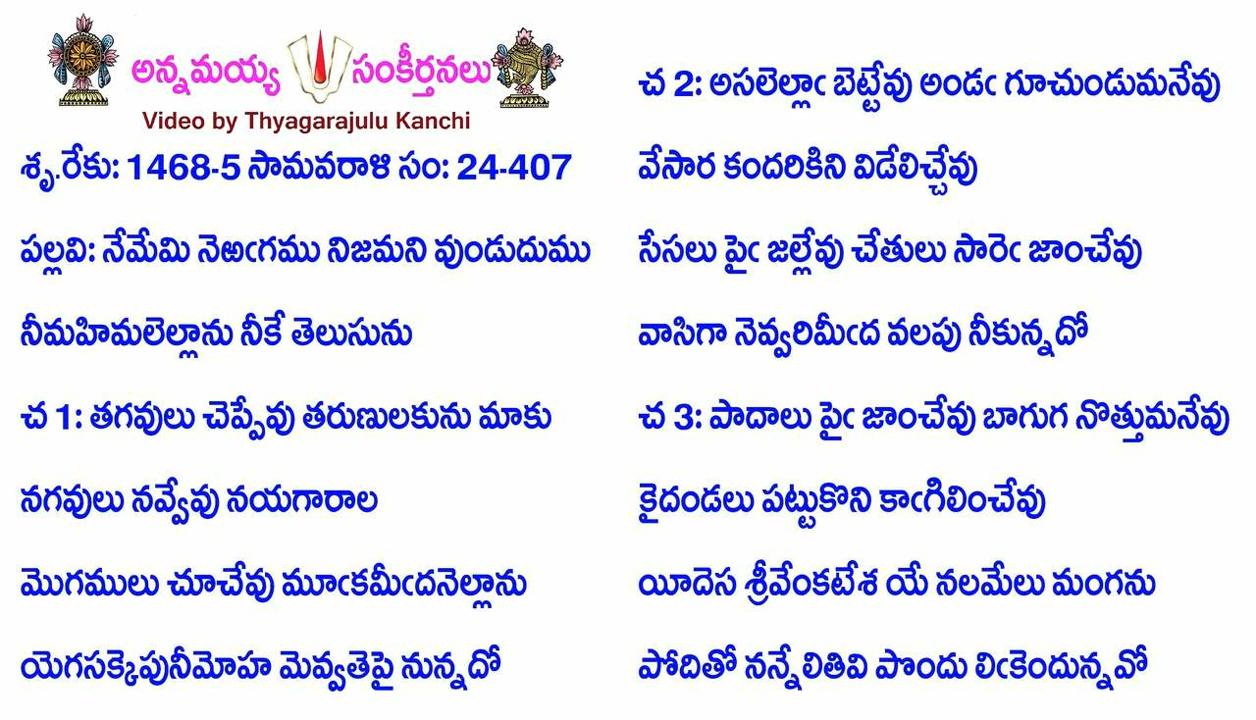 అన్నమయ్య సంకీర్తనలు
Video by Thyagarajulu Kanchi
శృ.రేకు: 1468-5 సామవరాళి సం: 24-407
పల్లవి: నేమేమి నెఱఁగము నిజమని వుండుదుము
నీమహిమలెల్లాను నీకే తెలుసును
చ 1: తగవులు చెప్పేవు తరుణులకును మాకు
నగవులు నవ్వేవు నయగారాల
మొగములు చూచేవు మూఁకమీఁదనెల్లాను
యెగసక్కెపునీమోహ మెవ్వతెపై నున్నదో
చ 2: అసలెల్లాఁ బెట్టేవు అండఁ గూచుండుమనేవు
వేసార కందరికిని విడేలిచ్చేవు
సేసలు పైఁ జల్లేవు చేతులు సారెఁ జాంచేవు
వాసిగా నెవ్వరిమీఁద వలపు నీకున్నదో
చ 3: పాదాలు పైఁ జాంచేవు బాగుగ నొత్తుమనేవు
కైదండలు పట్టుకొని కాఁగిలించేవు
యీదెస శ్రీవేంకటేశ యే నలమేలు మంగను
పోదితో నన్నేలితివి పొందు లిఁకెందున్నవో